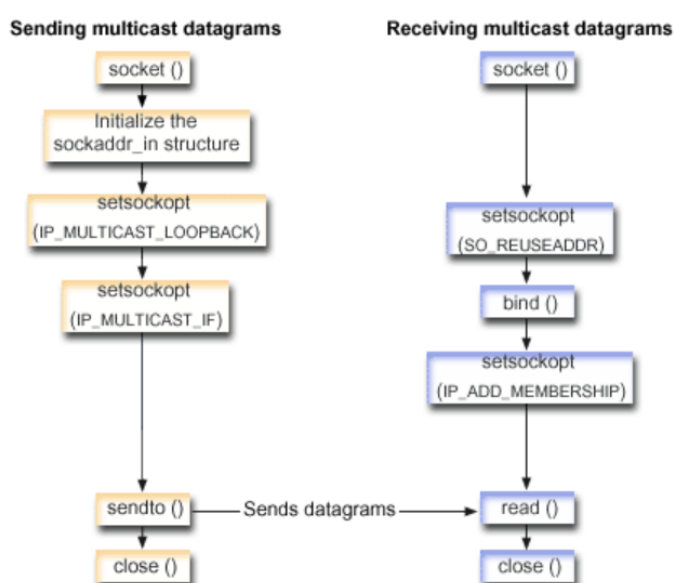 Sending multicast datagrams
socket ()
Initialize the
sockaddr_in structure
setsockopt
(IP_MULTICAST_LOOPBACK)
setsockopt
(IP_MULTICAST_IF)
sendto ()
close ()
Sends datagrams
Receiving multicast datagrams
socket ()
setsockopt
(SO_REUSEADDR)
bind ()
setsockopt
(IP_ADD_MEMBERSHIP)
read ()
close ()